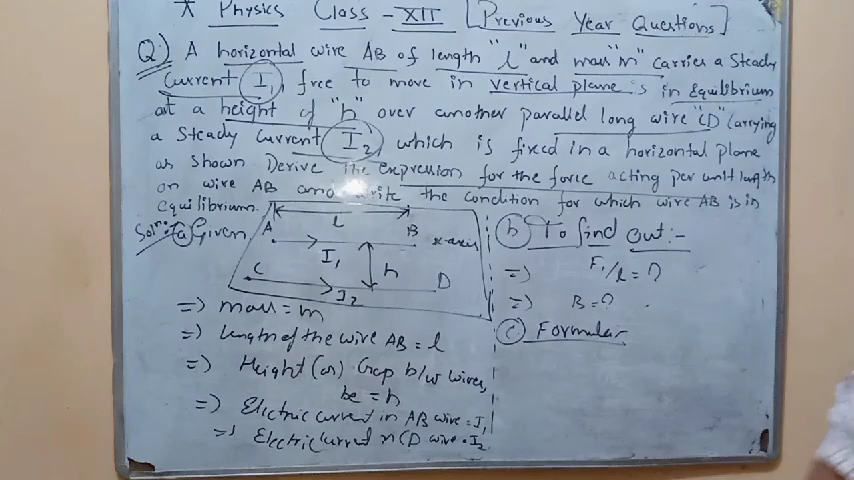 * Physics Class - XII [Previous Year Questions]
Q:) A horizontal wire AB of length "l" and mass "m" carries a Steady
Current I₁, free to move in vertical plane is in Equilibrium
at a height of "h" over another parallel long wire "CD" Carrying
a Steady Current I₂, which is fixed in a horizontal plane
as shown Derive the expression for the force acting per unit length
on wire AB and write the condition for which wire AB is in
equilibrium.
Soln:- (a) Given
l
A B x-axis
I₁
h
C D
I₂
=) mass = m
=) length of the wire AB = l
=) Height (or) Gap b/w wires,
be = h
=) Electric current in AB wire = I₁
=) Electric current in CD wire = I₂
(b) To find out:-
=) F₁/l = ?
=) B = ?
(c) Formular